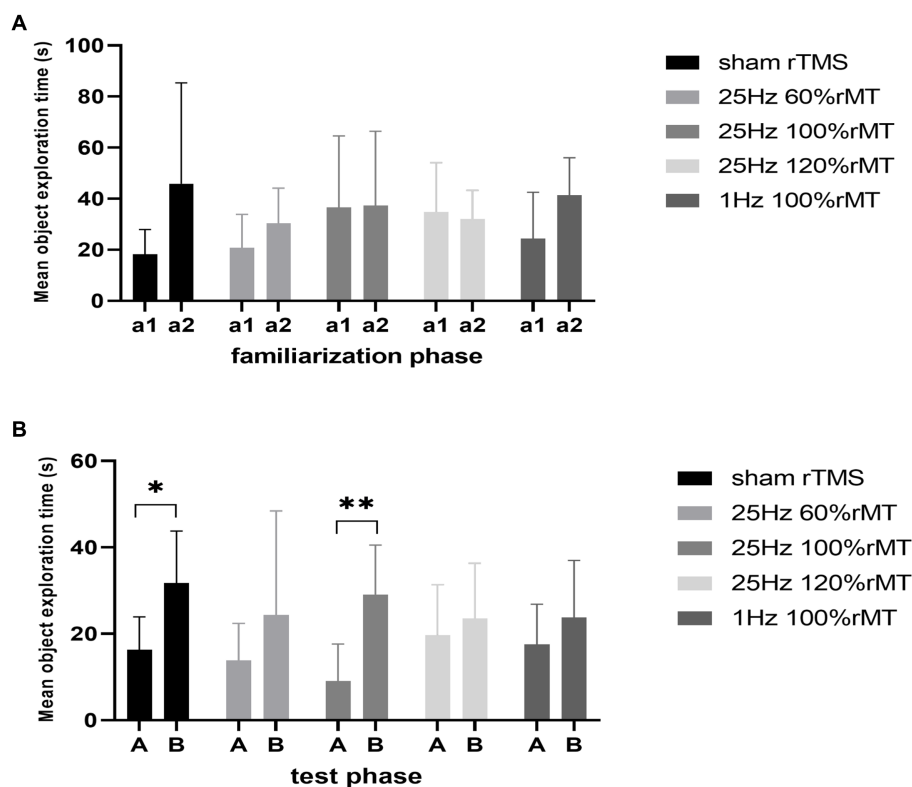 A
Mean object exploration time (s)
100
80
60
40
20
0
a1 a2 a1 a2 a1 a2 a1 a2 a1 a2
familiarization phase
sham rTMS
25Hz 60%rMT
25Hz 100%rMT
25Hz 120%rMT
1Hz 100%rMT
B
Mean object exploration time (s)
60
40
20
0
*
**
A B A B A B A B A B
test phase
sham rTMS
25Hz 60%rMT
25Hz 100%rMT
25Hz 120%rMT
1Hz 100%rMT